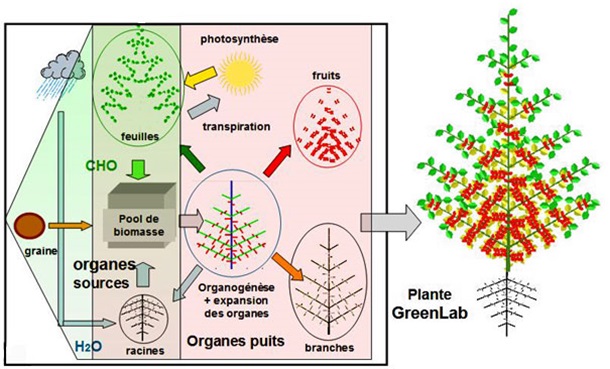 photosynthèse
fruits
feuilles
transpiration
CHO
Pool de
biomasse
graine
organes
sources
Organogénèse
+ expansion
des organes
Plante
GreenLab
H2O
racines
Organes puits
branches